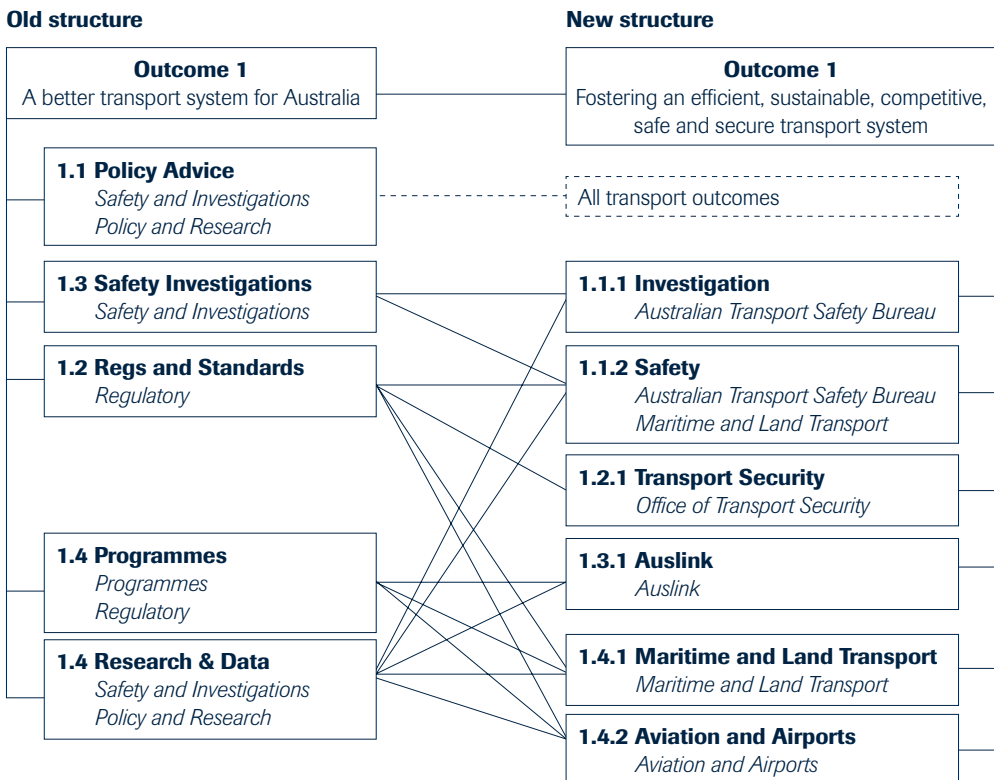 Old structure
New structure
Outcome 1
A better transport system for Australia
Outcome 1
Fostering an efficient, sustainable, competitive,
safe and secure transport system
1.1 Policy Advice
Safety and Investigations
Policy and Research
All transport outcomes
1.3 Safety Investigations
Safety and Investigations
1.2 Regs and Standards
Regulatory
1.4 Programmes
Programmes
Regulatory
1.4 Research & Data
Safety and Investigations
Policy and Research
1.1.1 Investigation
Australian Transport Safety Bureau
1.1.2 Safety
Australian Transport Safety Bureau
Maritime and Land Transport
1.2.1 Transport Security
Office of Transport Security
1.3.1 Auslink
Auslink
1.4.1 Maritime and Land Transport
Maritime and Land Transport
1.4.2 Aviation and Airports
Aviation and Airports